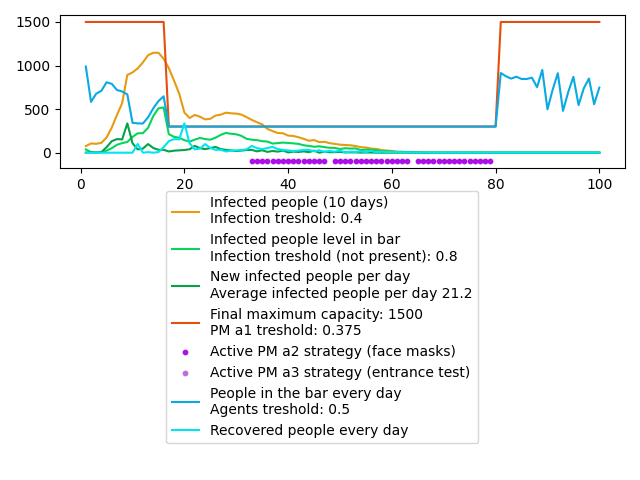 1500
1000
500
0
0
20
40
60
80
100
Infected people (10 days)
Infection treshold: 0.4
Infected people level in bar
Infection treshold (not present): 0.8
New infected people per day
Average infected people per day 21.2
Final maximum capacity: 1500
PM a1 treshold: 0.375
Active PM a2 strategy (face masks)
Active PM a3 strategy (entrance test)
People in the bar every day
Agents treshold: 0.5
Recovered people every day